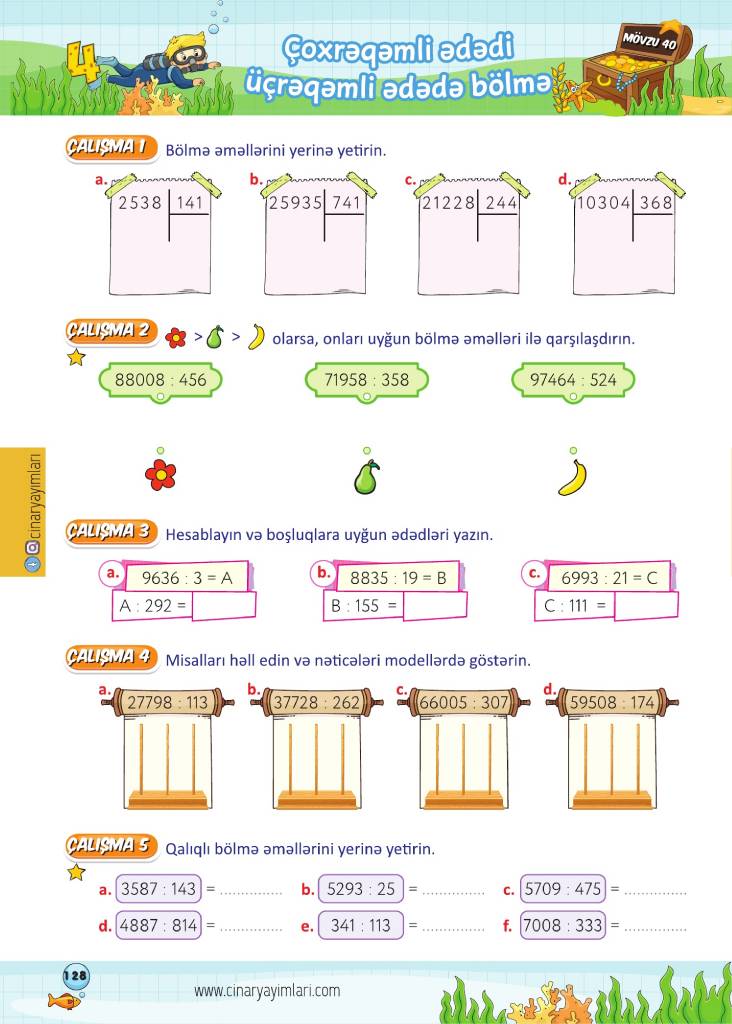 4
Çoxrəqəmli ədədi
üçrəqəmli ədədə bölmə
MÖVZU 40
ÇALIŞMA 1 Bölmə əməllərini yerinə yetirin.
a. b. c. d.
2538 141 25935 741 21228 244 10304 368
ÇALIŞMA 2 > > olarsa, onları uyğun bölmə əməlləri ilə qarşılaşdırın.
88008 : 456 71958 : 358 97464 : 524
cinaryayımları
ÇALIŞMA 3 Hesablayın və boşluqlara uyğun ədədləri yazın.
a. 9636 : 3 = A b. 8835 : 19 = B c. 6993 : 21 = C
A : 292 = B : 155 = C : 111 =
ÇALIŞMA 4 Misalları həll edin və nəticələri modellərdə göstərin.
a. b. c. d.
27798 : 113 37728 : 262 66005 : 307 59508 : 174
ÇALIŞMA 5 Qalıqlı bölmə əməllərini yerinə yetirin.
a. 3587 : 143 = .............. b. 5293 : 25 = .............. c. 5709 : 475 = ..............
d. 4887 : 814 = .............. e. 341 : 113 = .............. f. 7008 : 333 = ..............
128
www.cinaryayimlari.com